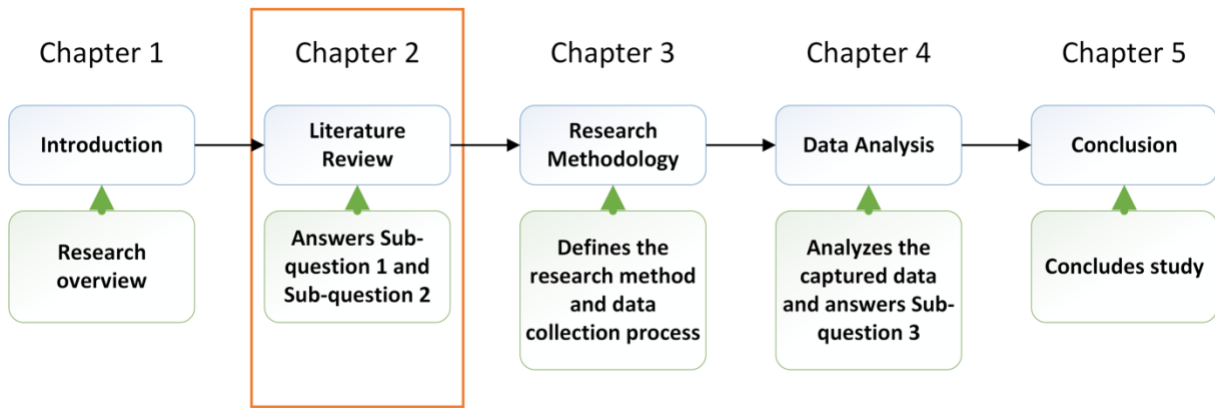 Chapter 1
Chapter 2
Chapter 3
Chapter 4
Chapter 5
Introduction
Literature
Review
Research
Methodology
Data Analysis
Conclusion
Research
overview
Answers Sub-
question 1 and
Sub-question 2
Defines the
research method
and data
collection process
Analyzes the
captured data
and answers Sub-
question 3
Concludes study